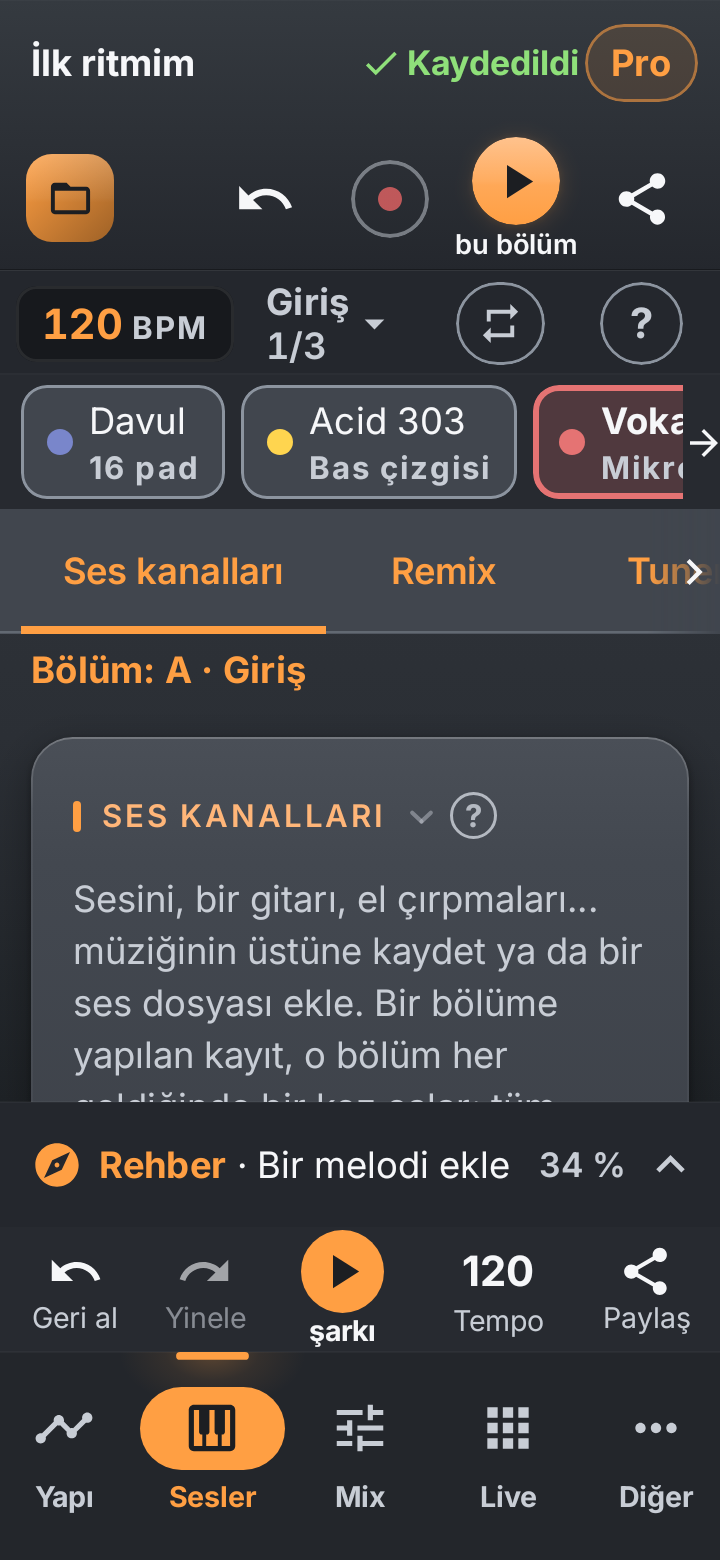 İlk ritmim
Kaydedildi
Pro
bu bölüm
120 BPM
Giriş
1/3
?
Davul
16 pad
Acid 303
Bas çizgisi
Ses kanalları
Remix
Bölüm: A · Giriş
SES KANALLARI
?
Sesini, bir gitarı, el çırpmaları...
müziğinin üstüne kaydet ya da bir
ses dosyası ekle. Bir bölüme
yapılan kayıt, o bölüm her
Rehber · Bir melodi ekle
34 %
Geri al
Yinele
şarkı
120
Tempo
Paylaş
Yapı
Sesler
Mix
Live
Diğer